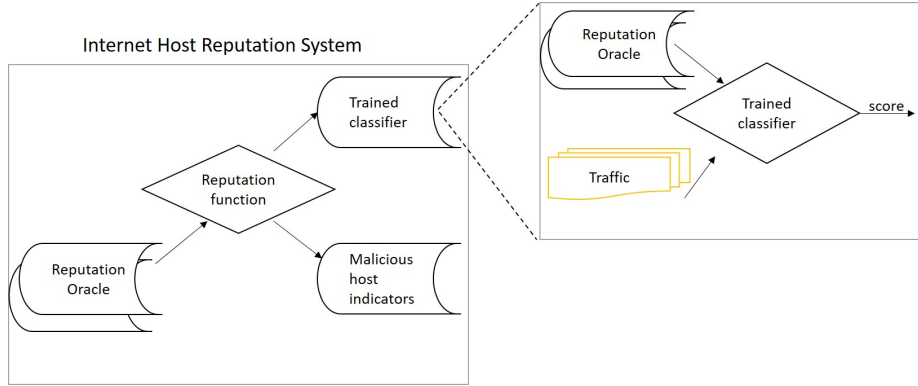 Internet Host Reputation System
Trained
classifier
Reputation
function
Reputation
Oracle
Malicious
host
indicators
Reputation
Oracle
Trained
classifier
score
Traffic